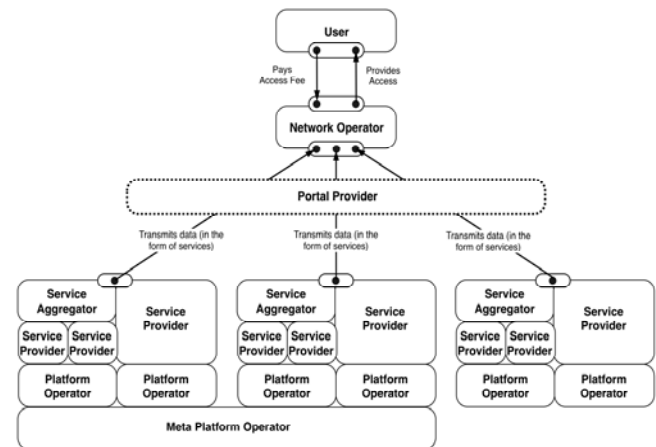 User
Pays
Access Fee
Provides
Access
Network Operator
Portal Provider
Transmits data (in the
form of services)
Transmits data (in the
form of services)
Transmits data (in the
form of services)
Service
Aggregator
Service
Provider
Service
Provider
Service
Provider
Platform
Operator
Platform
Operator
Service
Aggregator
Service
Provider
Service
Provider
Service
Provider
Platform
Operator
Platform
Operator
Service
Aggregator
Service
Provider
Service
Provider
Service
Provider
Platform
Operator
Platform
Operator
Meta Platform Operator